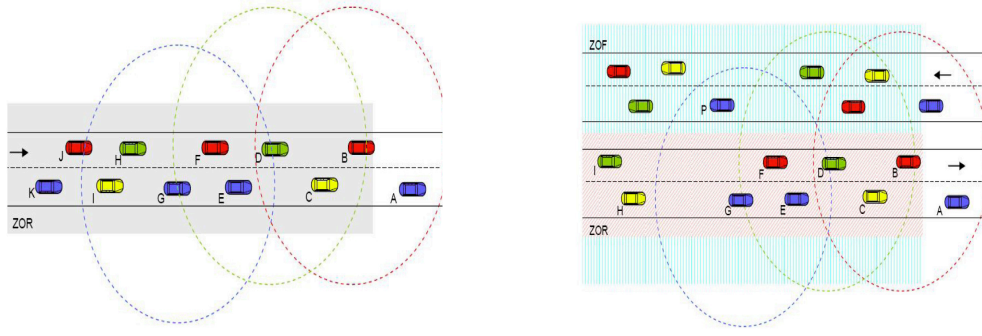 J H F D B
K I G E C A
ZOR
ZOF
P
I F D B
H G E C A
ZOR